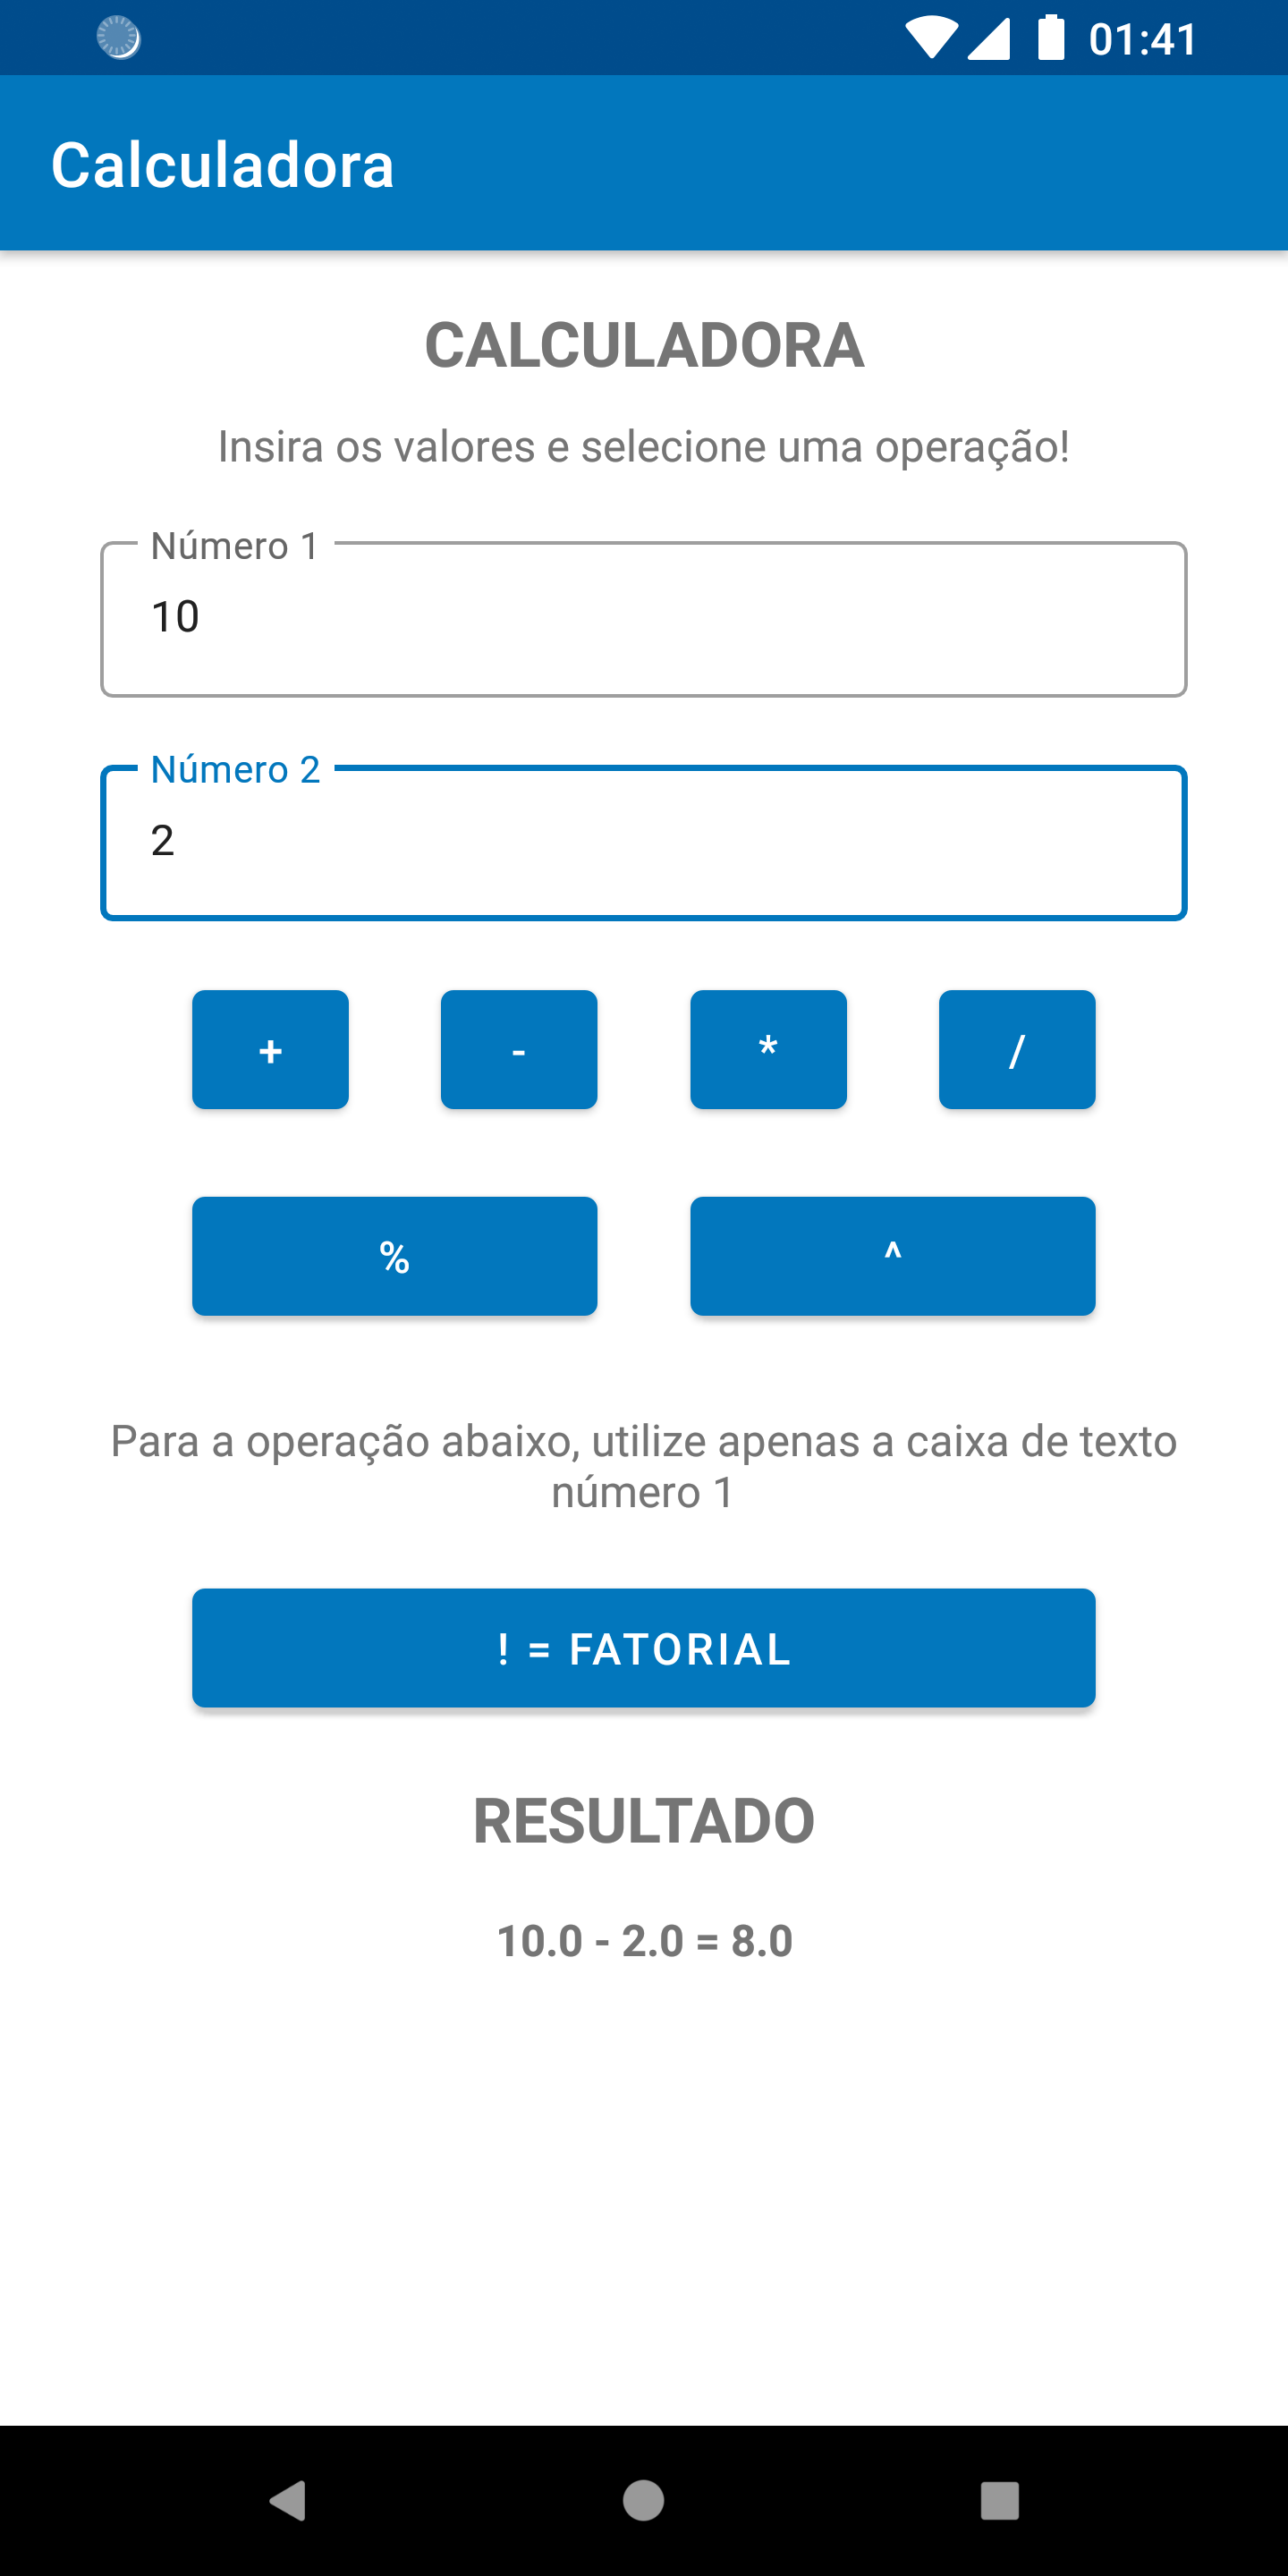 01:41
Calculadora
CALCULADORA
Insira os valores e selecione uma operação!
Número 1
10
Número 2
2
+ - * /
% ^
Para a operação abaixo, utilize apenas a caixa de texto
número 1
! = FATORIAL
RESULTADO
10.0 - 2.0 = 8.0